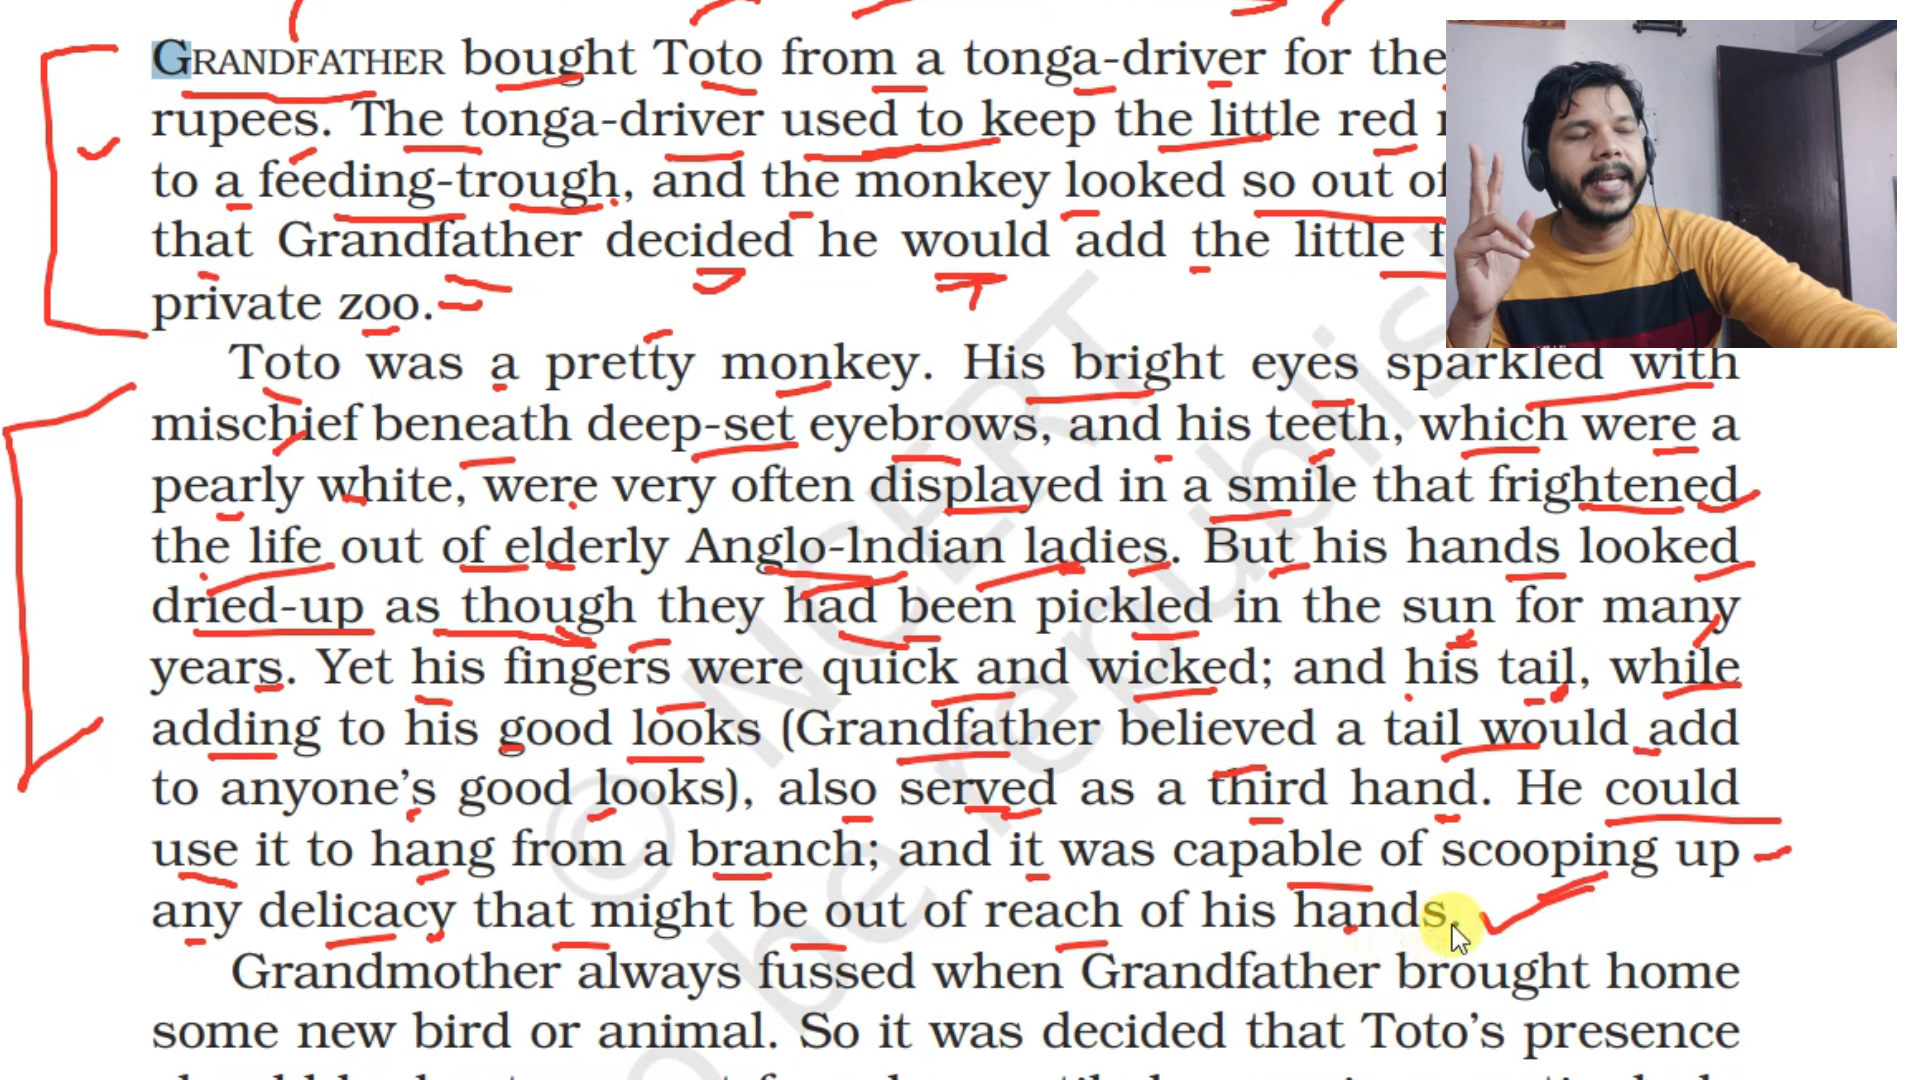 GRANDFATHER bought Toto from a tonga-driver for the
rupees. The tonga-driver used to keep the little red
to a feeding-trough, and the monkey looked so out of
that Grandfather decided he would add the little
private zoo.
Toto was a pretty monkey. His bright eyes sparkled with
mischief beneath deep-set eyebrows, and his teeth, which were a
pearly white, were very often displayed in a smile that frightened
the life out of elderly Anglo-Indian ladies. But his hands looked
dried-up as though they had been pickled in the sun for many
years. Yet his fingers were quick and wicked; and his tail, while
adding to his good looks (Grandfather believed a tail would add
to anyone’s good looks), also served as a third hand. He could
use it to hang from a branch; and it was capable of scooping up
any delicacy that might be out of reach of his hands.
Grandmother always fussed when Grandfather brought home
some new bird or animal. So it was decided that Toto’s presence
© NCERT
be republis